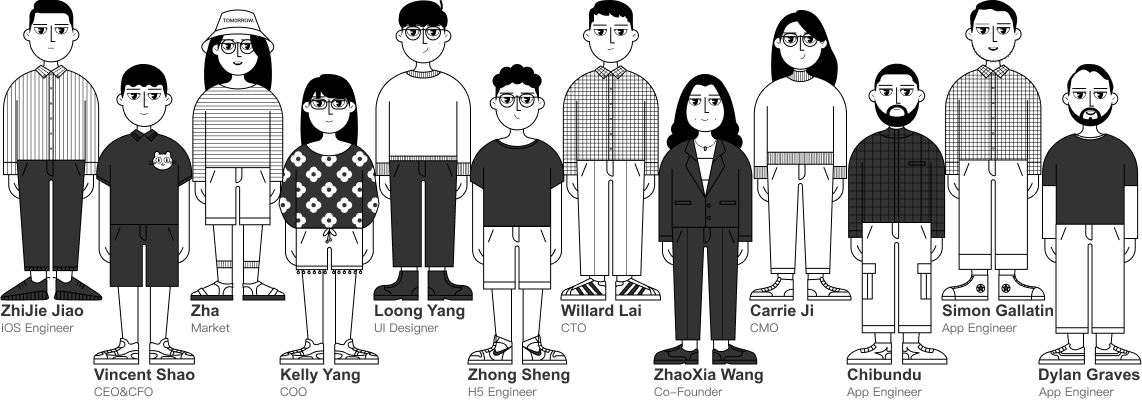 TOMORROW.
ZhiJie Jiao
iOS Engineer
Vincent Shao
CEO&CFO
Zha
Market
Kelly Yang
COO
Loong Yang
UI Designer
Zhong Sheng
H5 Engineer
Willard Lai
CTO
ZhaoXia Wang
Co-Founder
Carrie Ji
CMO
Chibundu
App Engineer
Simon Gallatin
App Engineer
Dylan Graves
App Engineer